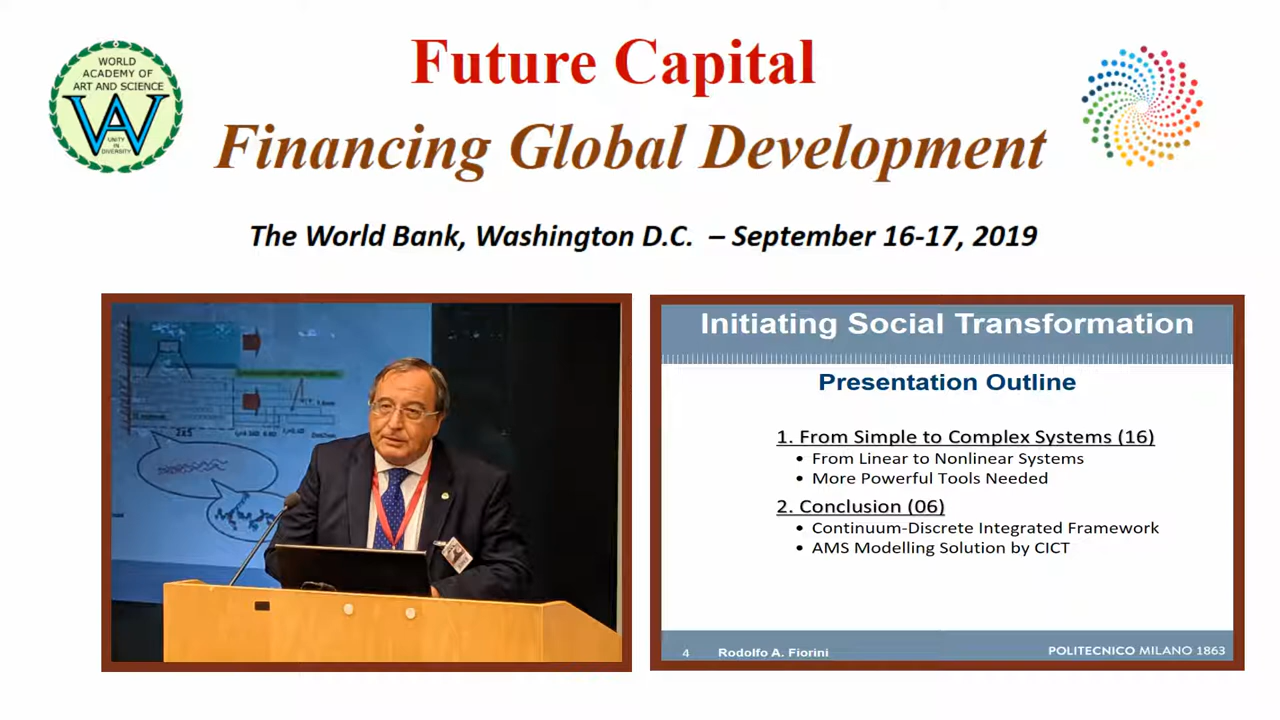 Future Capital
WORLD
ACADEMY OF
ART AND SCIENCE
WA
UNITY
IN
DIVERSITY
Financing Global Development
The World Bank, Washington D.C. – September 16-17, 2019
2x5
Initiating Social Transformation
Presentation Outline
1. From Simple to Complex Systems (16)
• From Linear to Nonlinear Systems
• More Powerful Tools Needed
2. Conclusion (06)
• Continuum-Discrete Integrated Framework
• AMS Modelling Solution by CICT
4 Rodolfo A. Fiorini POLITECNICO MILANO 1863